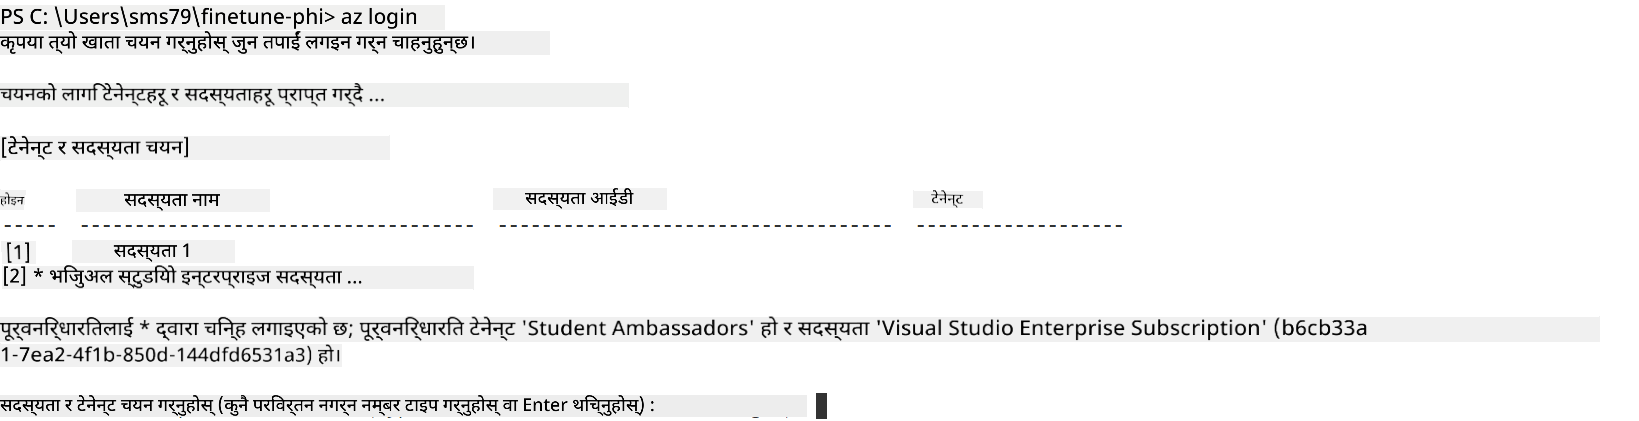 PS C: \Users\sms79\finetune-phi> az login
कृपया त्यो खाता चयन गर्नुहोस् जुन तपाईं लगइन गर्न चाहनुहुन्छ।
चयनको लागि टेनेन्टहरू र सदस्यताहरू प्राप्त गर्दै ...
[टेनेन्ट र सदस्यता चयन]
होइन सदस्यता नाम सदस्यता आईडी टेनेन्ट
----- ---------------------------------- ---------------------------------- ------------------
[1] सदस्यता 1
[2] * भिजुअल स्टुडियो इन्टरप्राइज सदस्यता ...
पूर्वनिर्धारितलाई * द्वारा चिन्ह लगाइएको छ; पूर्वनिर्धारित टेनेन्ट 'Student Ambassadors' हो र सदस्यता 'Visual Studio Enterprise Subscription' (b6cb33a
1-7ea2-4f1b-850d-144dfd6531a3) हो।
सदस्यता र टेनेन्ट चयन गर्नुहोस् (कुनै परिवर्तन नगर्न नम्बर टाइप गर्नुहोस् वा Enter थिच्नुहोस्) :